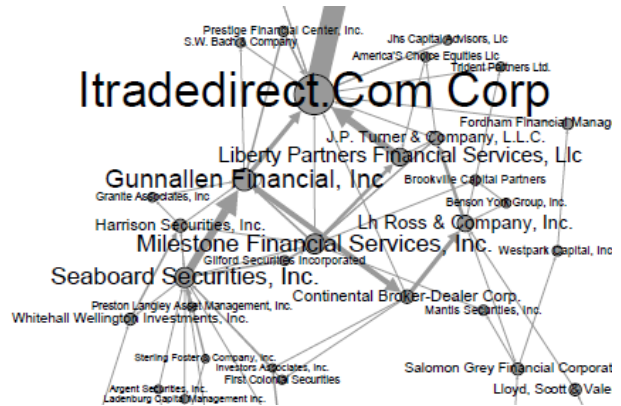 Prestige Financial Center, Inc.
S.W. Bach & Company
Jhs Capital Advisors, Llc
America'S Choice Equities Llc
Trident Partners Ltd.
Itradedirect.Com Corp
Fordham Financial Manag
J.P. Turner & Company, L.L.C.
Liberty Partners Financial Services, Llc
Gunnallen Financial, Inc
Brookville Capital Partners
Granite Associates, Inc
Benson York Group, Inc.
Harrison Securities, Inc.
Lh Ross & Company, Inc.
Milestone Financial Services, Inc.
Westpark Capital, Inc
Gilford Securities Incorporated
Seaboard Securities, Inc.
Continental Broker-Dealer Corp.
Preston Langley Asset Management, Inc.
Mantis Securities, Inc.
Whitehall Wellington Investments, Inc.
Sterling Foster & Company, Inc.
Investors Associates, Inc.
Salomon Grey Financial Corporat
First Colonial Securities
Argent Securities, Inc.
Lloyd, Scott & Vale
Ladenburg Capital Management Inc.